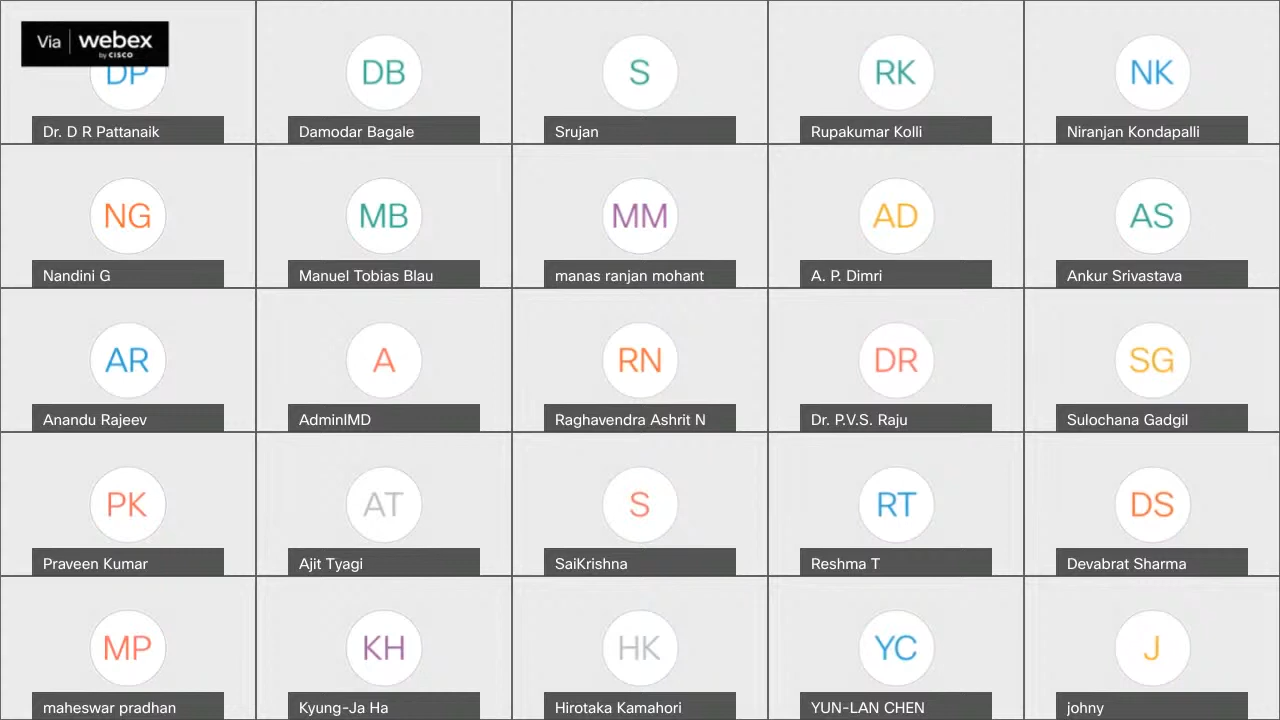 Via webex
by CISCO
DP
DB
S
RK
NK
Dr. D R Pattanaik
Damodar Bagale
Srujan
Rupakumar Kolli
Niranjan Kondapalli
NG
MB
MM
AD
AS
Nandini G
Manuel Tobias Blau
manas ranjan mohant
A. P. Dimri
Ankur Srivastava
AR
A
RN
DR
SG
Anandu Rajeev
AdminIMD
Raghavendra Ashrit N
Dr. P.V.S. Raju
Sulochana Gadgil
PK
AT
S
RT
DS
Praveen Kumar
Ajit Tyagi
SaiKrishna
Reshma T
Devabrat Sharma
MP
KH
HK
YC
J
maheswar pradhan
Kyung-Ja Ha
Hirotaka Kamahori
YUN-LAN CHEN
johny